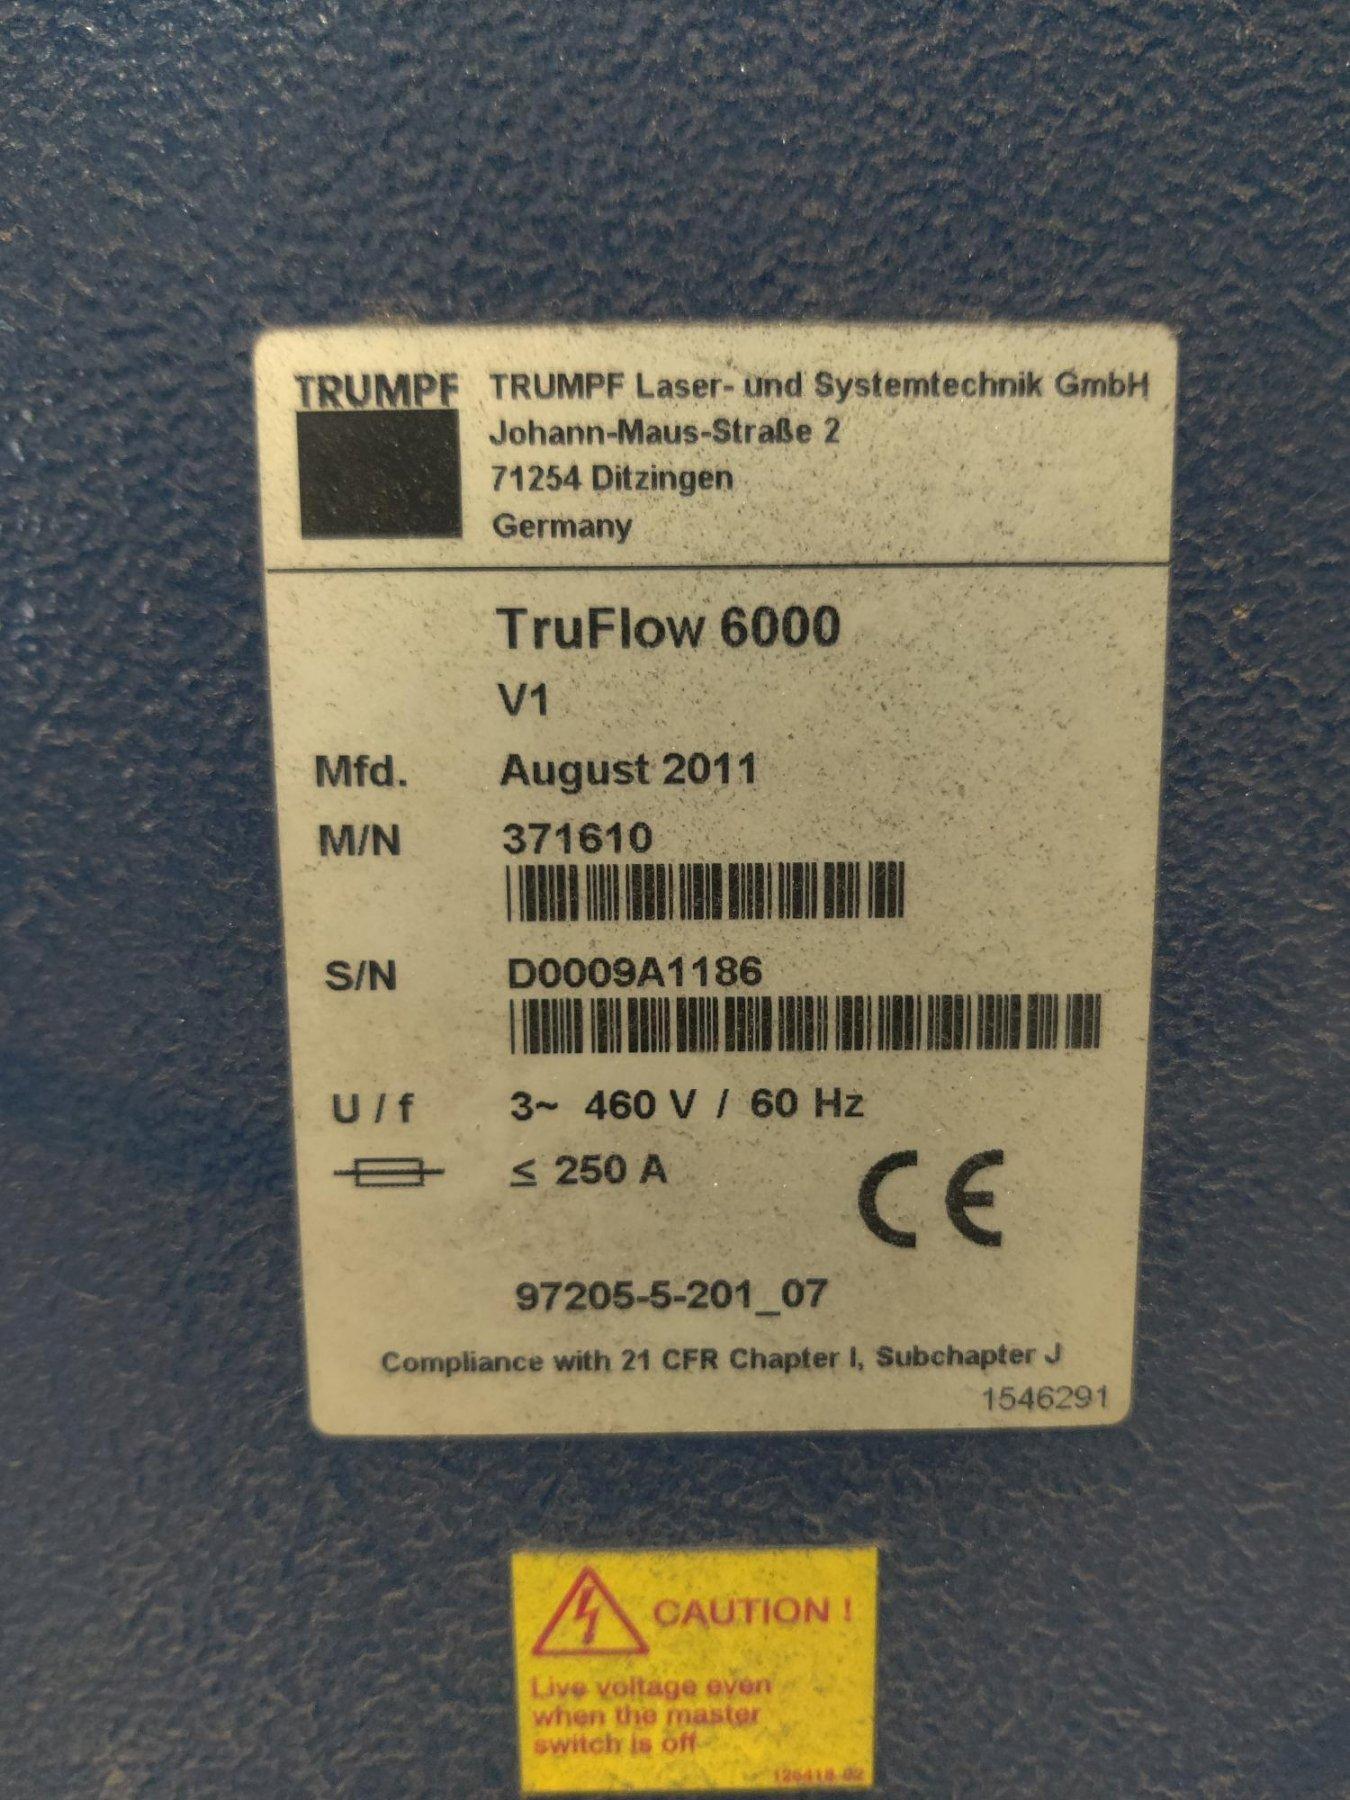 TRUMPF
TRUMPF Laser- und Systemtechnik GmbH
Johann-Maus-Straße 2
71254 Ditzingen
Germany
TruFlow 6000
V1
Mfd. August 2011
M/N 371610
S/N D0009A1186
U / f 3~ 460 V / 60 Hz
≤ 250 A
CE
97205-5-201_07
Compliance with 21 CFR Chapter I, Subchapter J
1546291
CAUTION !
Live voltage even
when the master
switch is off